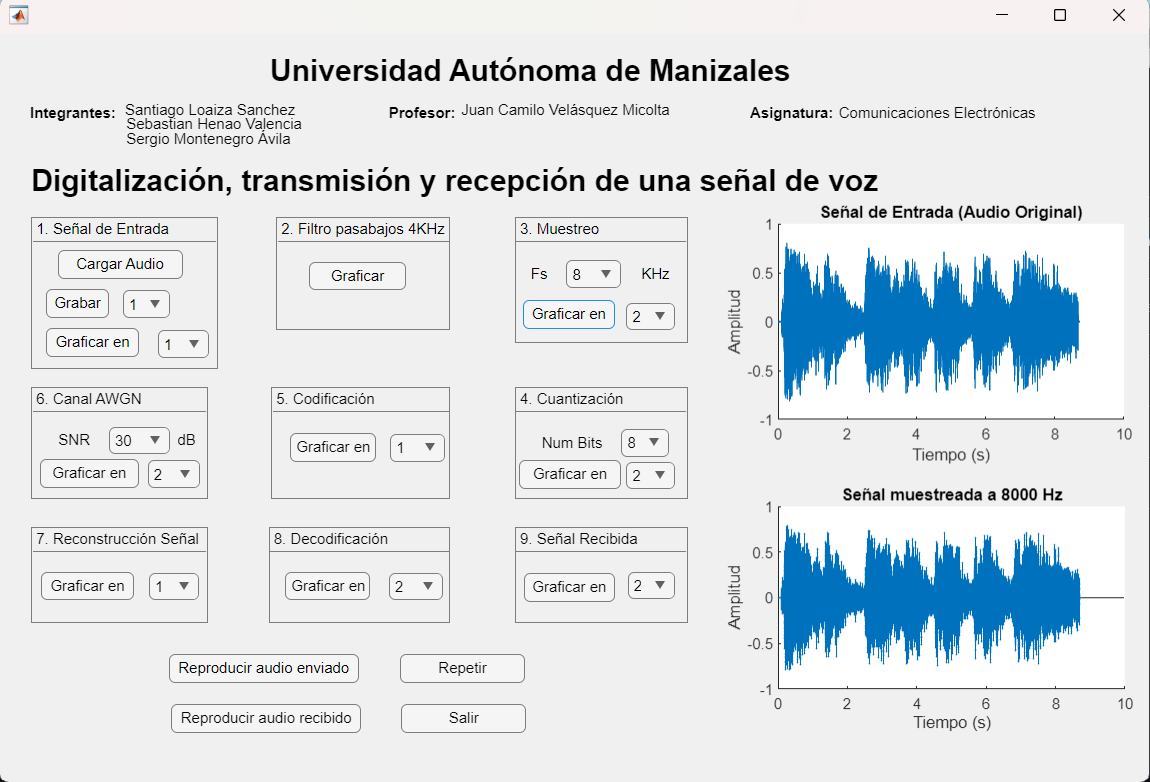 Universidad Autónoma de Manizales
Integrantes: Santiago Loaiza Sanchez
Sebastian Henao Valencia
Sergio Montenegro Ávila
Profesor: Juan Camilo Velásquez Micolta
Asignatura: Comunicaciones Electrónicas
Digitalización, transmisión y recepción de una señal de voz
1. Señal de Entrada
Cargar Audio
Grabar 1
Graficar en 1
2. Filtro pasabajos 4KHz
Graficar
3. Muestreo
Fs 8 KHz
Graficar en 2
6. Canal AWGN
SNR 30 dB
Graficar en 2
5. Codificación
Graficar en 1
4. Cuantización
Num Bits 8
Graficar en 2
7. Reconstrucción Señal
Graficar en 1
8. Decodificación
Graficar en 2
9. Señal Recibida
Graficar en 2
Reproducir audio enviado
Repetir
Reproducir audio recibido
Salir
Señal de Entrada (Audio Original)
Amplitud
1
0.5
0
-0.5
-1
0 2 4 6 8 10
Tiempo (s)
Señal muestreada a 8000 Hz
Amplitud
1
0.5
0
-0.5
-1
0 2 4 6 8 10
Tiempo (s)